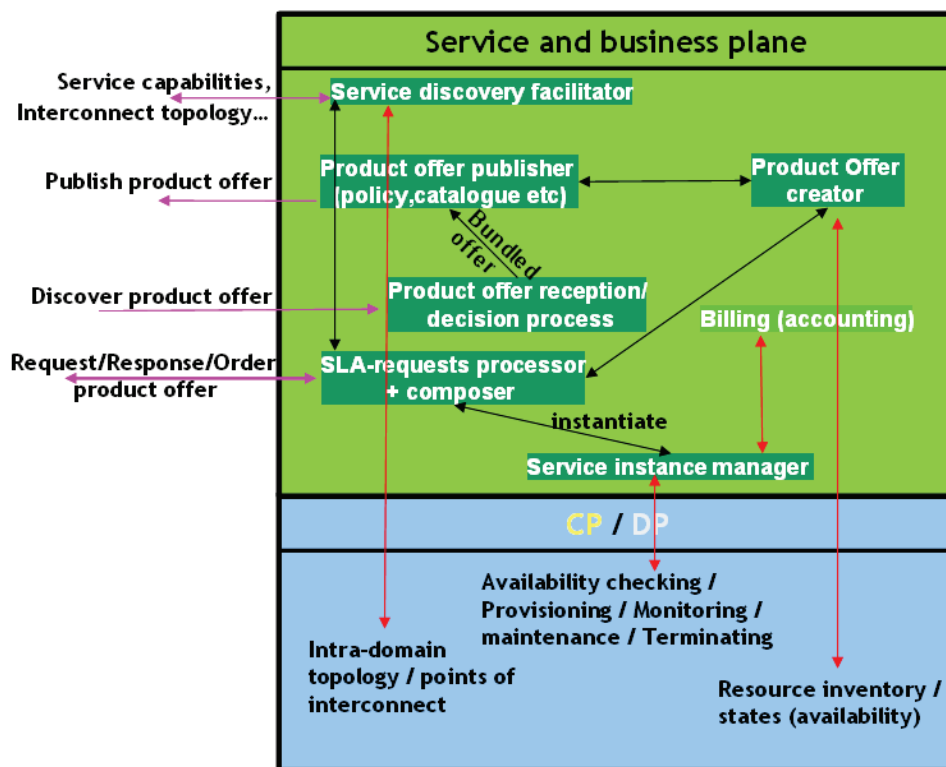 Service and business plane
Service capabilities,
Interconnect topology...
Service discovery facilitator
Publish product offer
Product offer publisher
(policy,catalogue etc)
Product Offer
creator
Bundled
offer
Discover product offer
Product offer reception/
decision process
Billing (accounting)
Request/Response/Order
product offer
SLA-requests processor
+ composer
instantiate
Service instance manager
CP / DP
Availability checking /
Provisioning / Monitoring /
maintenance / Terminating
Intra-domain
topology / points of
interconnect
Resource inventory /
states (availability)